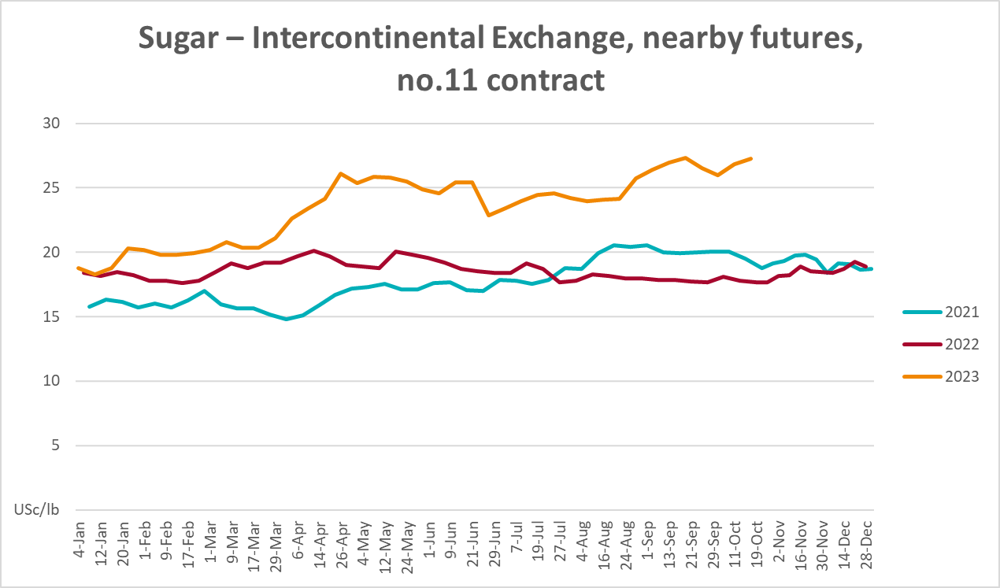 Sugar – Intercontinental Exchange, nearby futures,
no.11 contract
30
25
20
15
10
5
USc/lb
4-Jan
12-Jan
20-Jan
1-Feb
9-Feb
17-Feb
1-Mar
9-Mar
17-Mar
29-Mar
6-Apr
14-Apr
26-Apr
4-May
12-May
24-May
1-Jun
9-Jun
21-Jun
29-Jun
7-Jul
19-Jul
27-Jul
4-Aug
16-Aug
24-Aug
1-Sep
13-Sep
21-Sep
29-Sep
11-Oct
19-Oct
2-Nov
16-Nov
30-Nov
14-Dec
28-Dec
2021
2022
2023